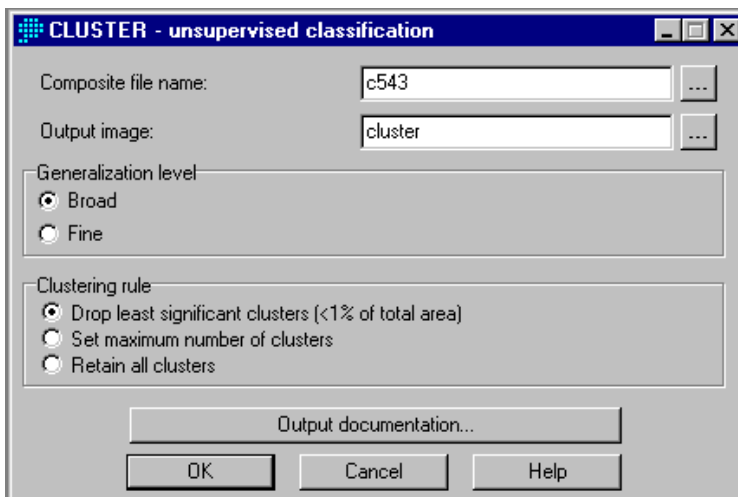 CLUSTER - unsupervised classification
Composite file name: c543 ...
Output image: cluster ...
Generalization level
Broad
Fine
Clustering rule
Drop least significant clusters (<1% of total area)
Set maximum number of clusters
Retain all clusters
Output documentation...
OK Cancel Help